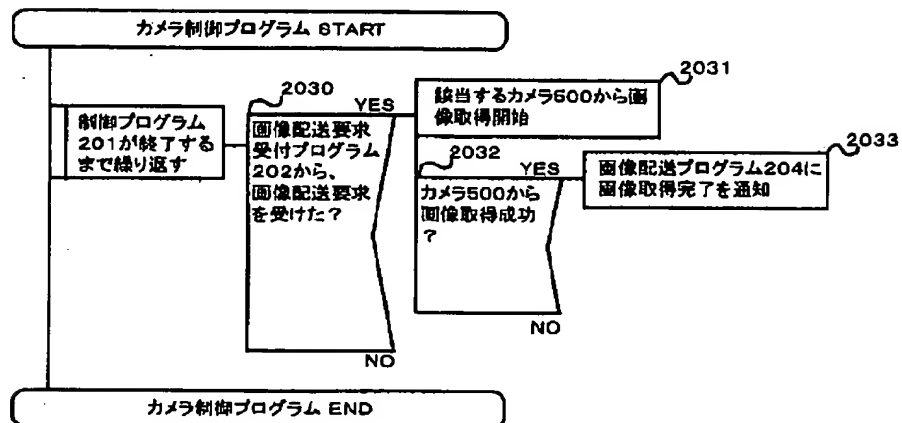 カメラ制御プログラム START
制御プログラム
201が終了する
まで繰り返す
2030
YES
画像配送要求
受付プログラム
202から、
画像配送要求
を受けた?
NO
2031
該当するカメラ500から画
像取得開始
2032
YES
カメラ500から
画像取得成功
?
NO
2033
画像配送プログラム204に
画像取得完了を通知
カメラ制御プログラム END